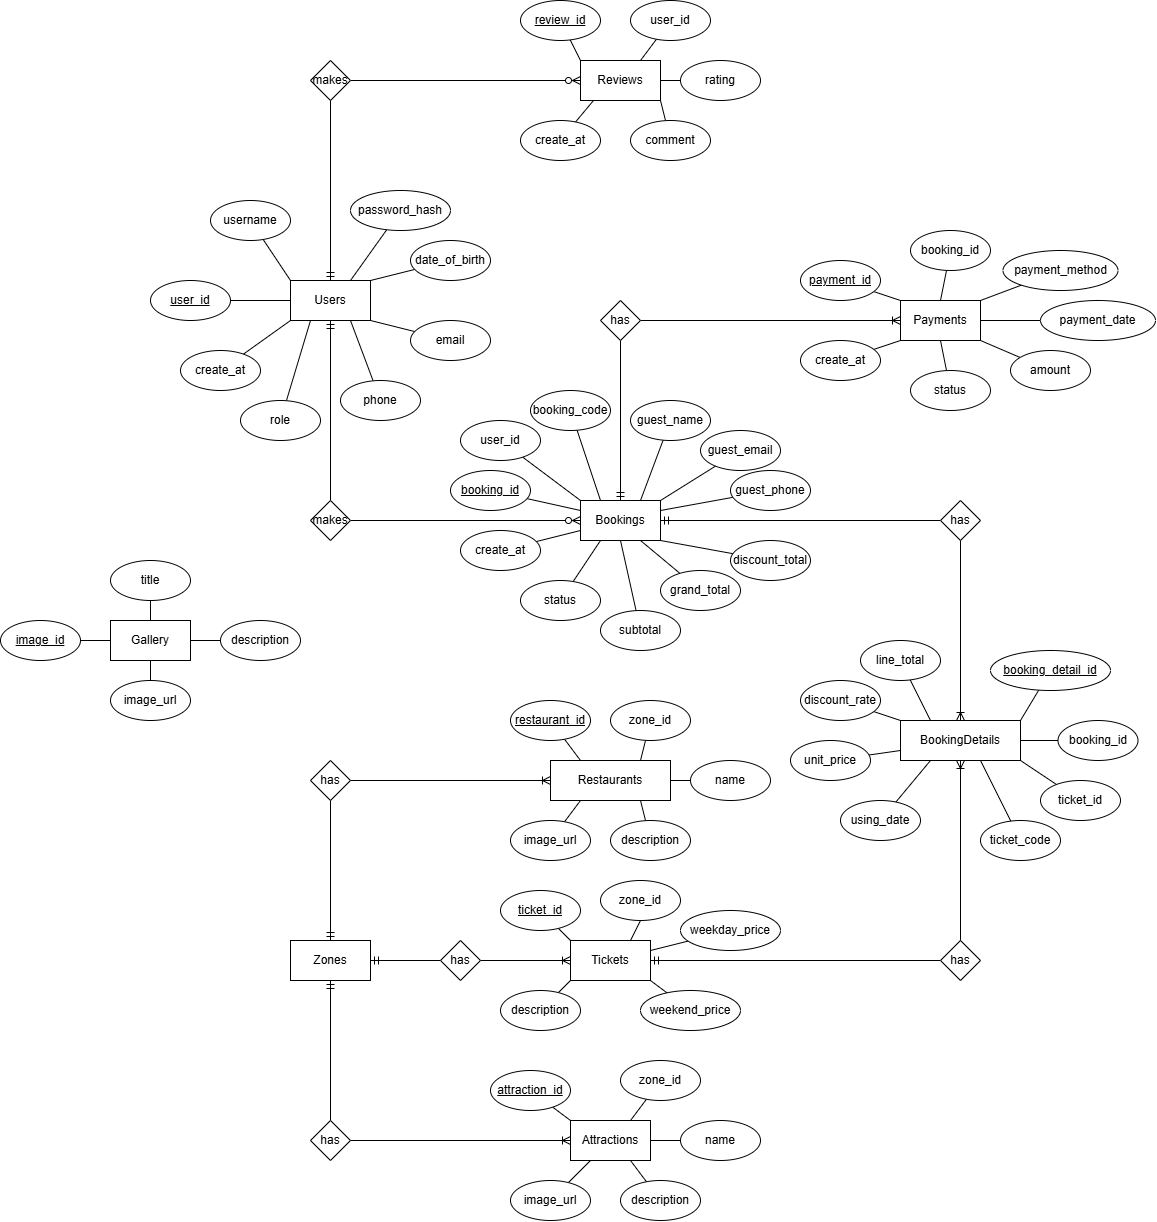 review_id
user_id
makes
Reviews
rating
create_at
comment
username
password_hash
date_of_birth
user_id
Users
email
create_at
role
phone
booking_id
payment_id
payment_method
has
Payments
payment_date
create_at
status
amount
booking_code
guest_name
user_id
guest_email
booking_id
guest_phone
makes
Bookings
has
create_at
discount_total
status
grand_total
subtotal
title
image_id
Gallery
description
image_url
line_total
booking_detail_id
discount_rate
BookingDetails
booking_id
unit_price
ticket_id
using_date
ticket_code
restaurant_id
zone_id
has
Restaurants
name
image_url
description
ticket_id
zone_id
weekday_price
Zones
has
Tickets
has
description
weekend_price
attraction_id
zone_id
has
Attractions
name
image_url
description